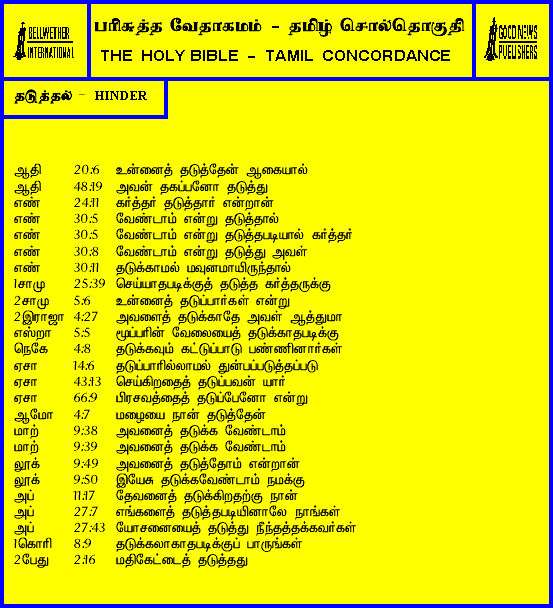 BELLWETHER
INTERNATIONAL
பரிசுத்த வேதாகமம் - தமிழ் சொல்தொகுதி
THE HOLY BIBLE - TAMIL CONCORDANCE
GOOD NEWS
PUBLISHERS
தடுத்தல் - HINDER
ஆதி 20:6 உன்னைத் தடுத்தேன் ஆகையால்
ஆதி 48:19 அவன் தகப்பனோ தடுத்து
எண் 24:11 கர்த்தர் தடுத்தார் என்றான்
எண் 30:5 வேண்டாம் என்று தடுத்தால்
எண் 30:5 வேண்டாம் என்று தடுத்தபடியால் கர்த்தர்
எண் 30:8 வேண்டாம் என்று தடுத்து அவள்
எண் 30:11 தடுக்காமல் மவுனமாயிருந்தால்
1சாமு 25:39 செய்யாதபடிக்குத் தடுத்த கர்த்தருக்கு
2சாமு 5:6 உன்னைத் தடுப்பார்கள் என்று
2இராஜா 4:27 அவளைத் தடுக்காதே அவள் ஆத்துமா
எஸ்றா 5:5 மூப்பரின் வேலையைத் தடுக்காதபடிக்கு
நெகே 4:8 தடுக்கவும் கட்டுப்பாடு பண்ணினார்கள்
ஏசா 14:6 தடுப்பாரில்லாமல் துன்பப்படுத்தப்படு
ஏசா 43:13 செய்கிறதைத் தடுப்பவன் யார்
ஏசா 66:9 பிரசவத்தைத் தடுப்பேனோ என்று
ஆமோ 4:7 மழையை நான் தடுத்தேன்
மாற் 9:38 அவனைத் தடுக்க வேண்டாம்
மாற் 9:39 அவனைத் தடுக்க வேண்டாம்
லூக் 9:49 அவனைத் தடுத்தோம் என்றான்
லூக் 9:50 இயேசு தடுக்கவேண்டாம் நமக்கு
அப் 11:17 தேவனைத் தடுக்கிறதற்கு நான்
அப் 27:7 எங்களைத் தடுத்தபடியினாலே நாங்கள்
அப் 27:43 யோசனையைத் தடுத்து நீந்தத்தக்கவர்கள்
1கொரி 8:9 தடுக்கலாகாதபடிக்குப் பாருங்கள்
2பேது 2:16 மதிகேட்டைத் தடுத்தது